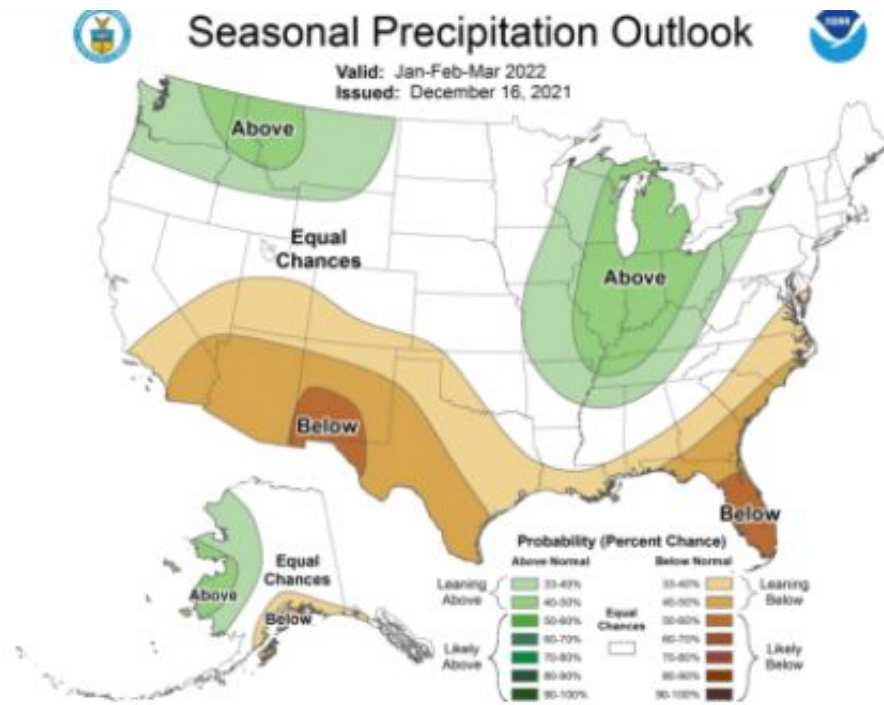 Seasonal Precipitation Outlook
Valid: Jan-Feb-Mar 2022
Issued: December 16, 2021
Above
Equal
Chances
Above
Below
Below
Equal
Chances
Above
Below
Probability (Percent Chance)
Above Normal
Below Normal
Leaning
Above
33-40%
40-50%
Likely
Above
50-60%
60-70%
70-80%
80-90%
90-100%
Equal
Chances
33-40%
40-50%
Leaning
Below
50-60%
60-70%
70-80%
80-90%
90-100%
Likely
Below